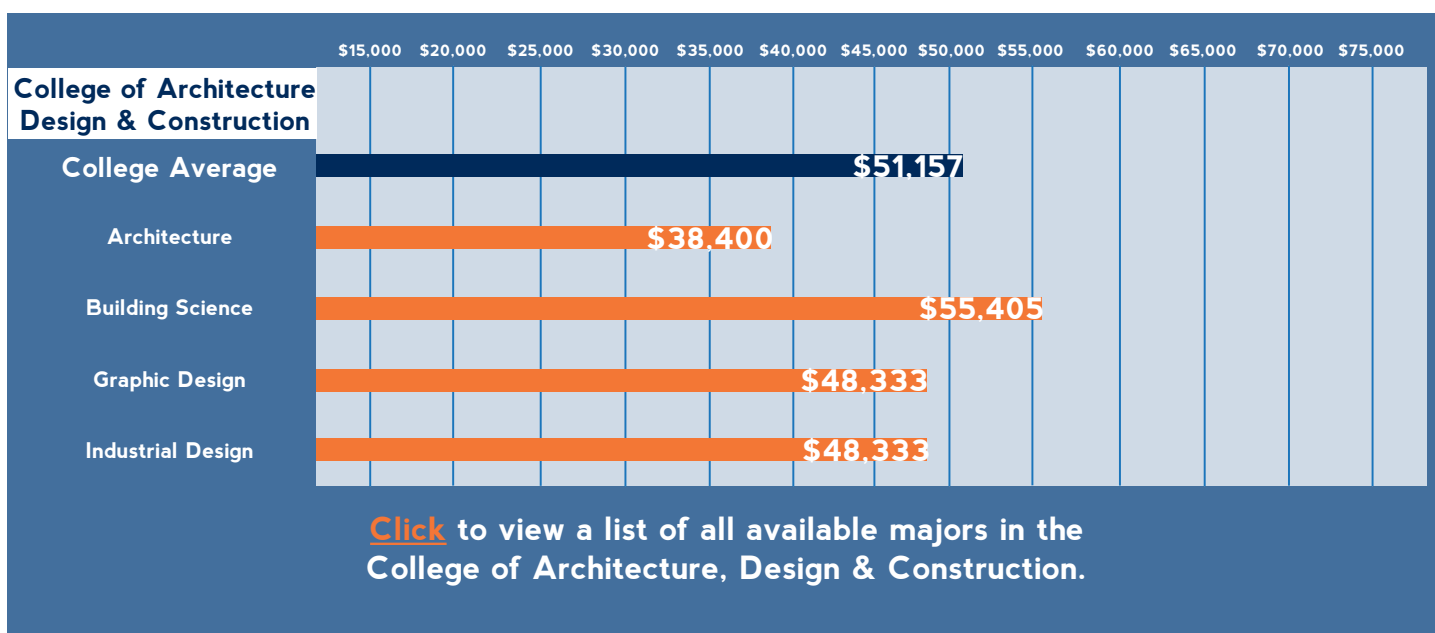 $15,000 $20,000 $25,000 $30,000 $35,000 $40,000 $45,000 $50,000 $55,000 $60,000 $65,000 $70,000 $75,000
College of Architecture
Design & Construction
College Average $51,157
Architecture $38,400
Building Science $55,405
Graphic Design $48,333
Industrial Design $48,333
Click to view a list of all available majors in the
College of Architecture, Design & Construction.